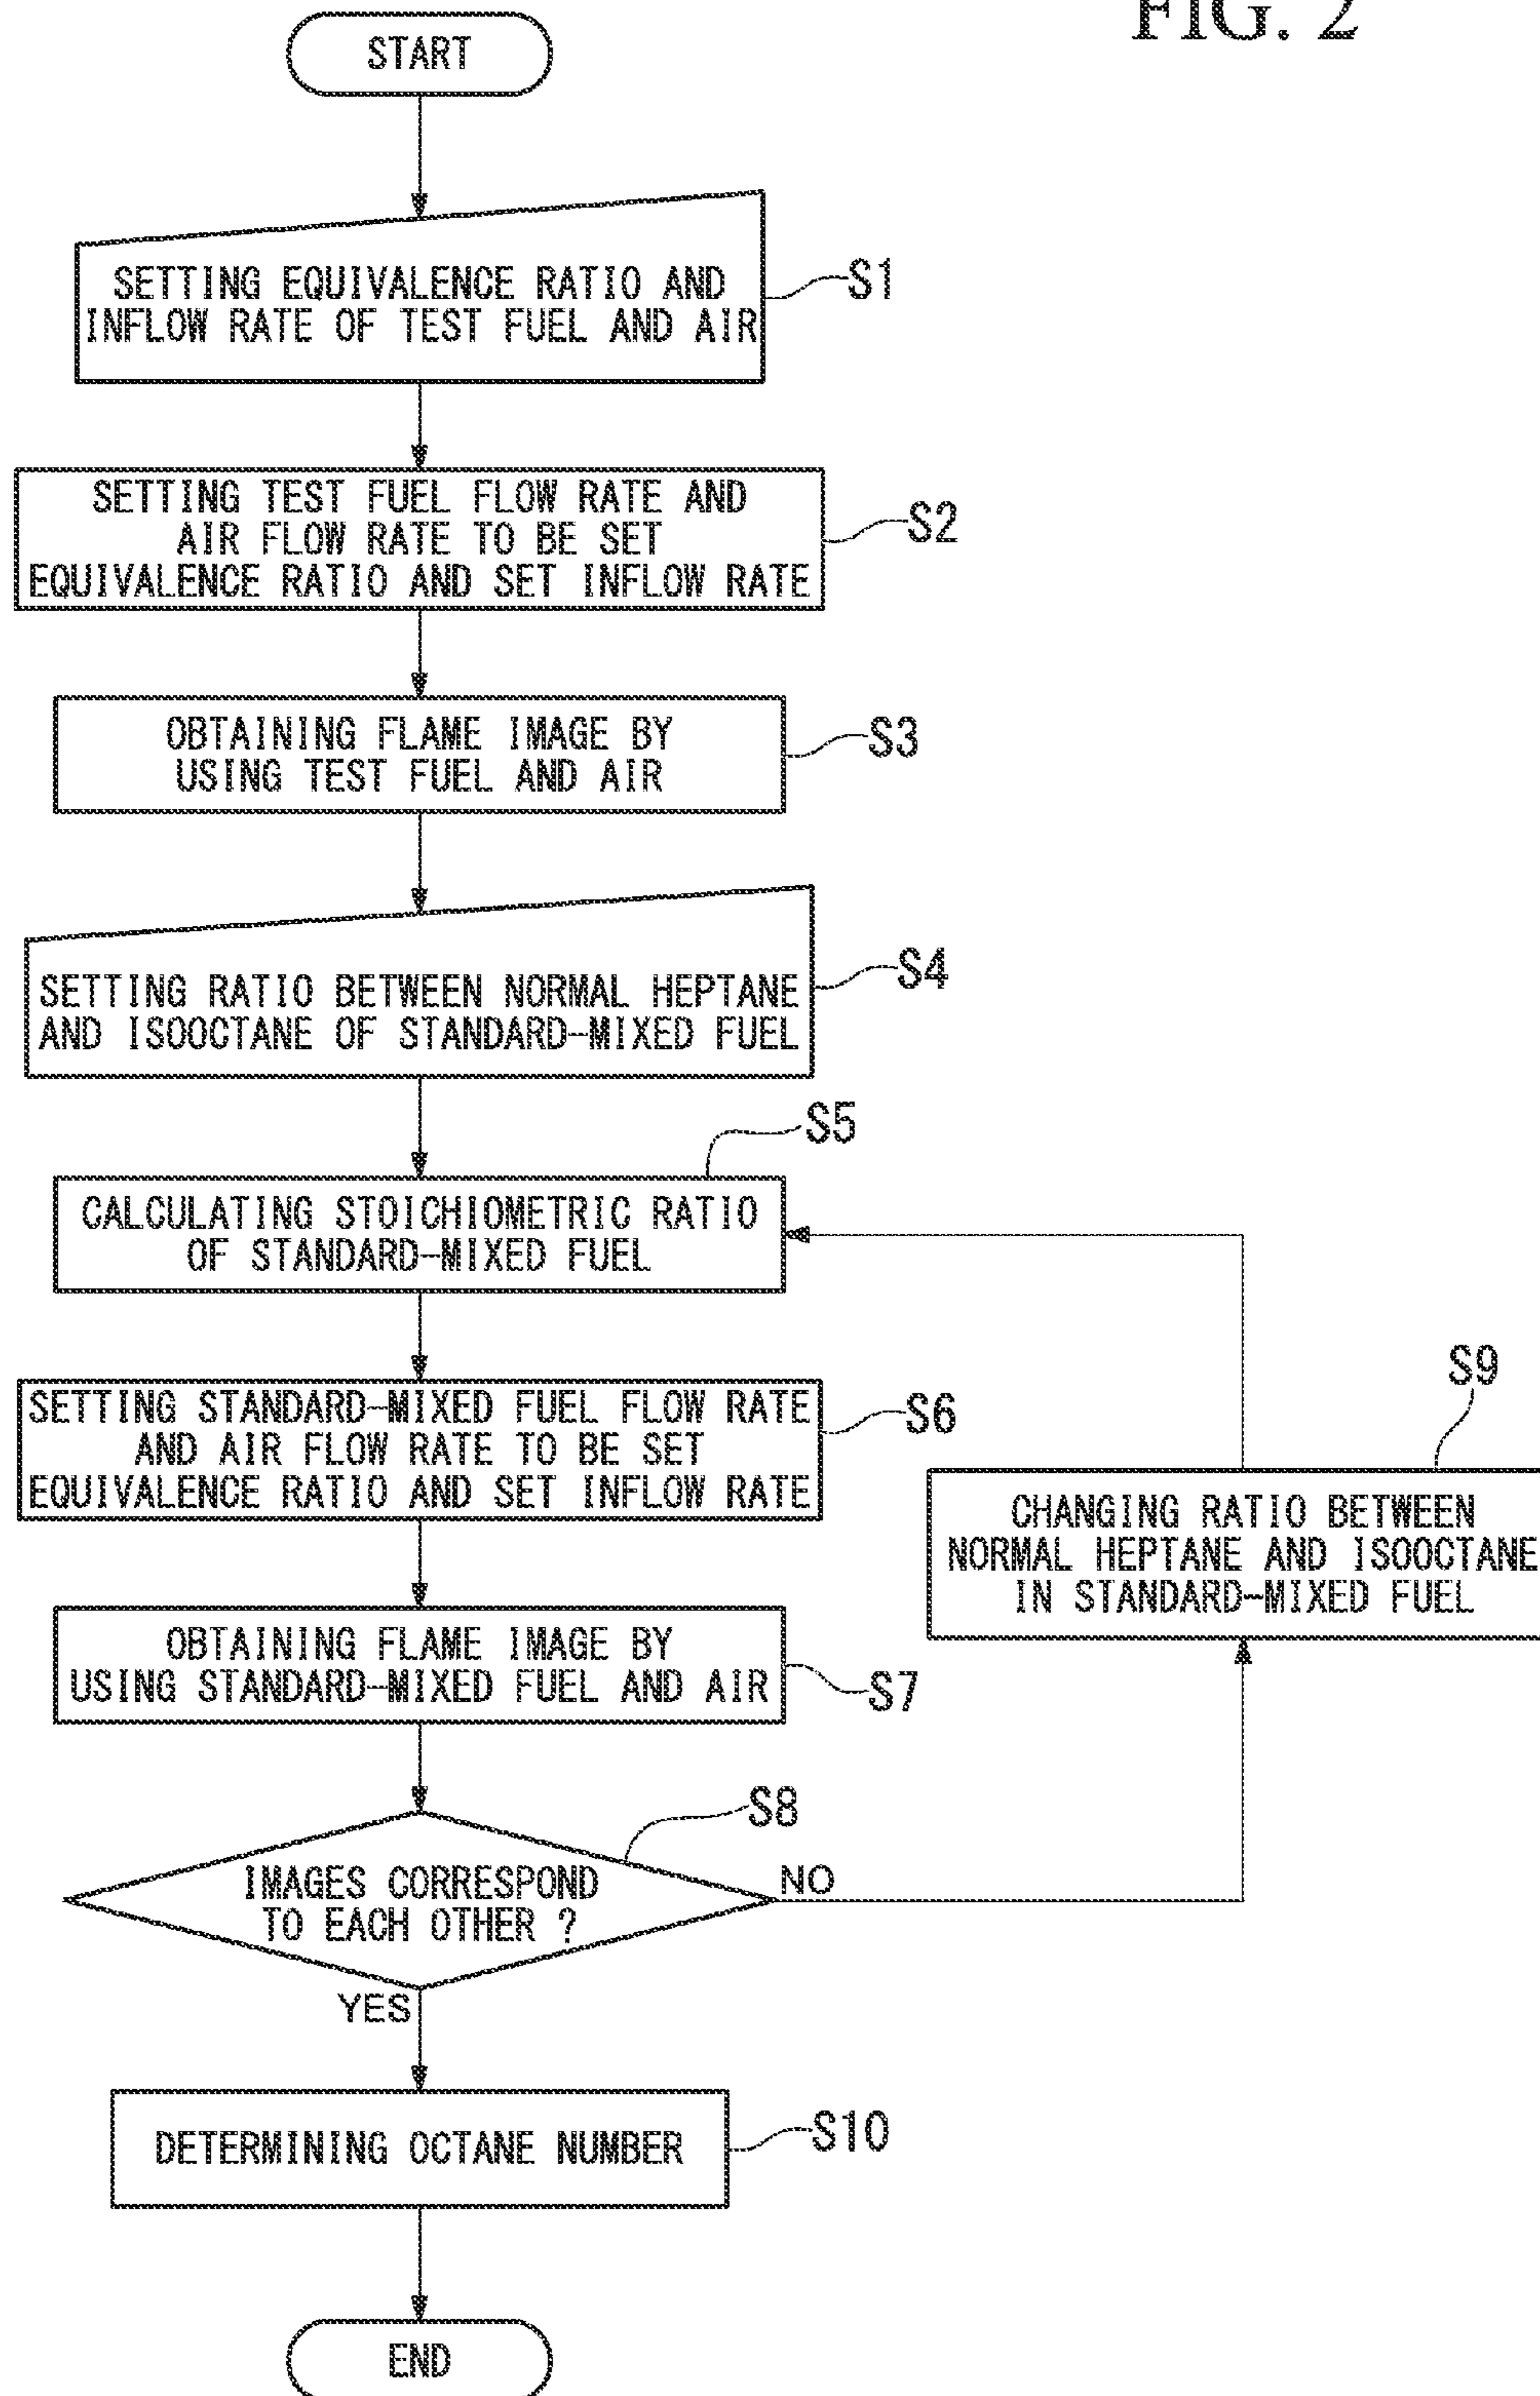 FIG. 2
START
SETTING EQUIVALENCE RATIO AND
INFLOW RATE OF TEST FUEL AND AIR
S1
SETTING TEST FUEL FLOW RATE AND
AIR FLOW RATE TO BE SET
EQUIVALENCE RATIO AND SET INFLOW RATE
S2
OBTAINING FLAME IMAGE BY
USING TEST FUEL AND AIR
S3
SETTING RATIO BETWEEN NORMAL HEPTANE
AND ISOOCTANE OF STANDARD-MIXED FUEL
S4
S5
CALCULATING STOICHIOMETRIC RATIO
OF STANDARD-MIXED FUEL
SETTING STANDARD-MIXED FUEL FLOW RATE
AND AIR FLOW RATE TO BE SET
EQUIVALENCE RATIO AND SET INFLOW RATE
S6
S9
CHANGING RATIO BETWEEN
NORMAL HEPTANE AND ISOOCTANE
IN STANDARD-MIXED FUEL
OBTAINING FLAME IMAGE BY
USING STANDARD-MIXED FUEL AND AIR
S7
S8
IMAGES CORRESPOND
TO EACH OTHER ?
NO
YES
DETERMINING OCTANE NUMBER
S10
END